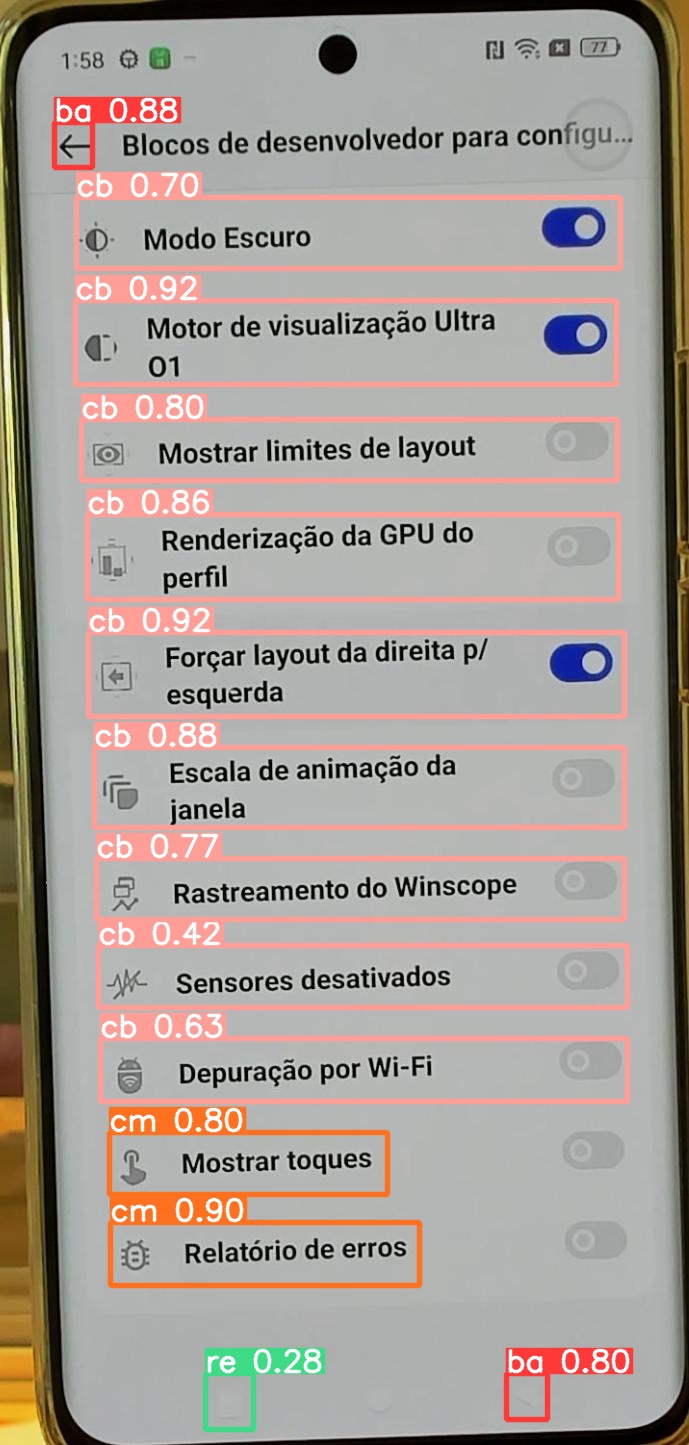 1:58
77
ba 0.88
Blocos de desenvolvedor para configu...
cb 0.70
Modo Escuro
cb 0.92
Motor de visualização Ultra
O1
cb 0.80
Mostrar limites de layout
cb 0.86
Renderização da GPU do
perfil
cb 0.92
Forçar layout da direita p/
esquerda
cb 0.88
Escala de animação da
janela
cb 0.77
Rastreamento do Winscope
cb 0.42
Sensores desativados
cb 0.63
Depuração por Wi-Fi
cm 0.80
Mostrar toques
cm 0.90
Relatório de erros
re 0.28
ba 0.80